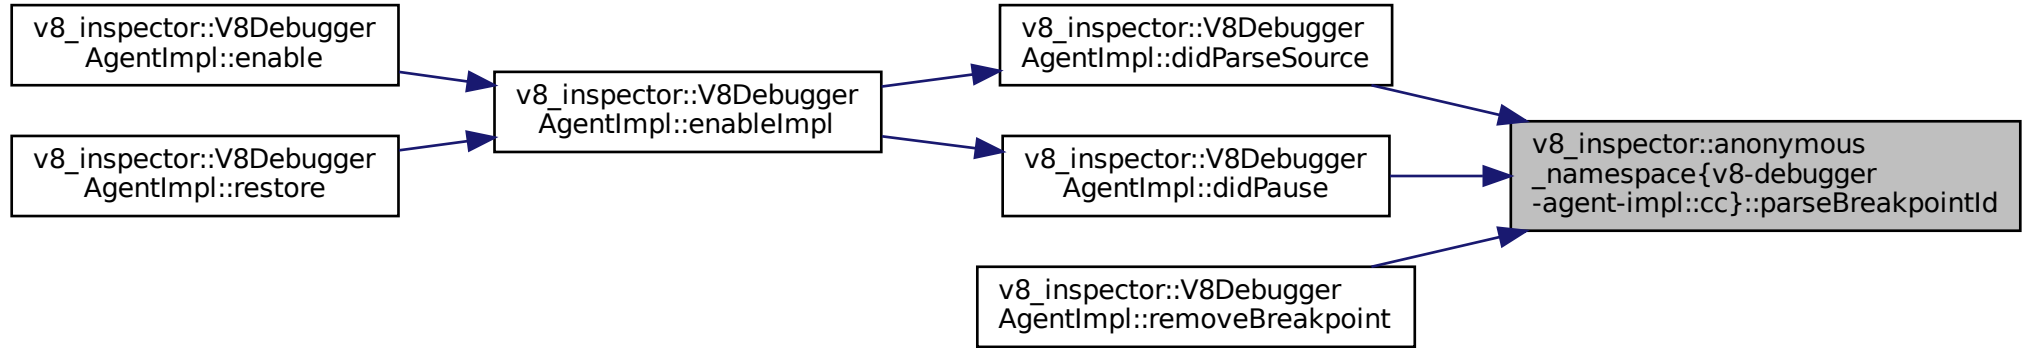 v8_inspector::V8Debugger
AgentImpl::enable
v8_inspector::V8Debugger
AgentImpl::restore
v8_inspector::V8Debugger
AgentImpl::enableImpl
v8_inspector::V8Debugger
AgentImpl::didParseSource
v8_inspector::V8Debugger
AgentImpl::didPause
v8_inspector::V8Debugger
AgentImpl::removeBreakpoint
v8_inspector::anonymous
_namespace{v8-debugger
-agent-impl::cc}::parseBreakpointId